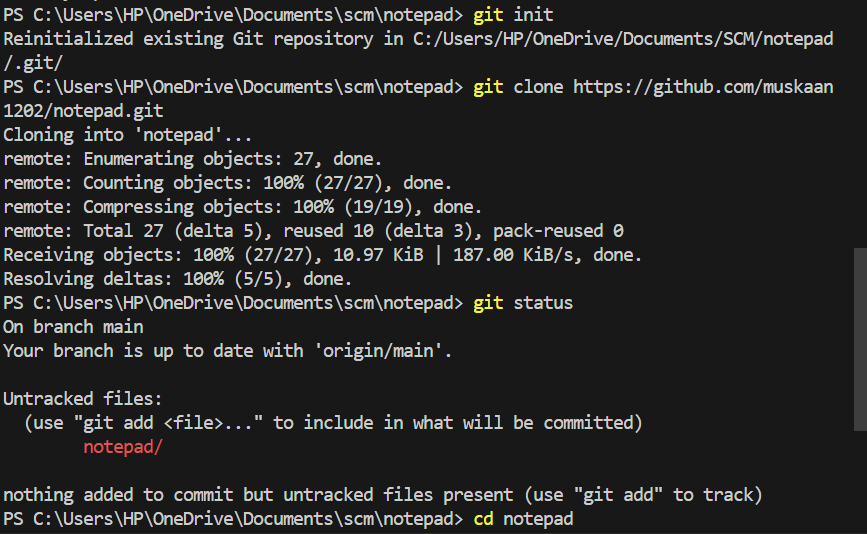 PS C:\Users\HP\OneDrive\Documents\scm\notepad> git init
Reinitialized existing Git repository in C:/Users/HP/OneDrive/Documents/SCM/notepad
/.git/
PS C:\Users\HP\OneDrive\Documents\scm\notepad> git clone https://github.com/muskaan
1202/notepad.git
Cloning into 'notepad'...
remote: Enumerating objects: 27, done.
remote: Counting objects: 100% (27/27), done.
remote: Compressing objects: 100% (19/19), done.
remote: Total 27 (delta 5), reused 10 (delta 3), pack-reused 0
Receiving objects: 100% (27/27), 10.97 KiB | 187.00 KiB/s, done.
Resolving deltas: 100% (5/5), done.
PS C:\Users\HP\OneDrive\Documents\scm\notepad> git status
On branch main
Your branch is up to date with 'origin/main'.

Untracked files:
  (use "git add <file>..." to include in what will be committed)
        notepad/

nothing added to commit but untracked files present (use "git add" to track)
PS C:\Users\HP\OneDrive\Documents\scm\notepad> cd notepad